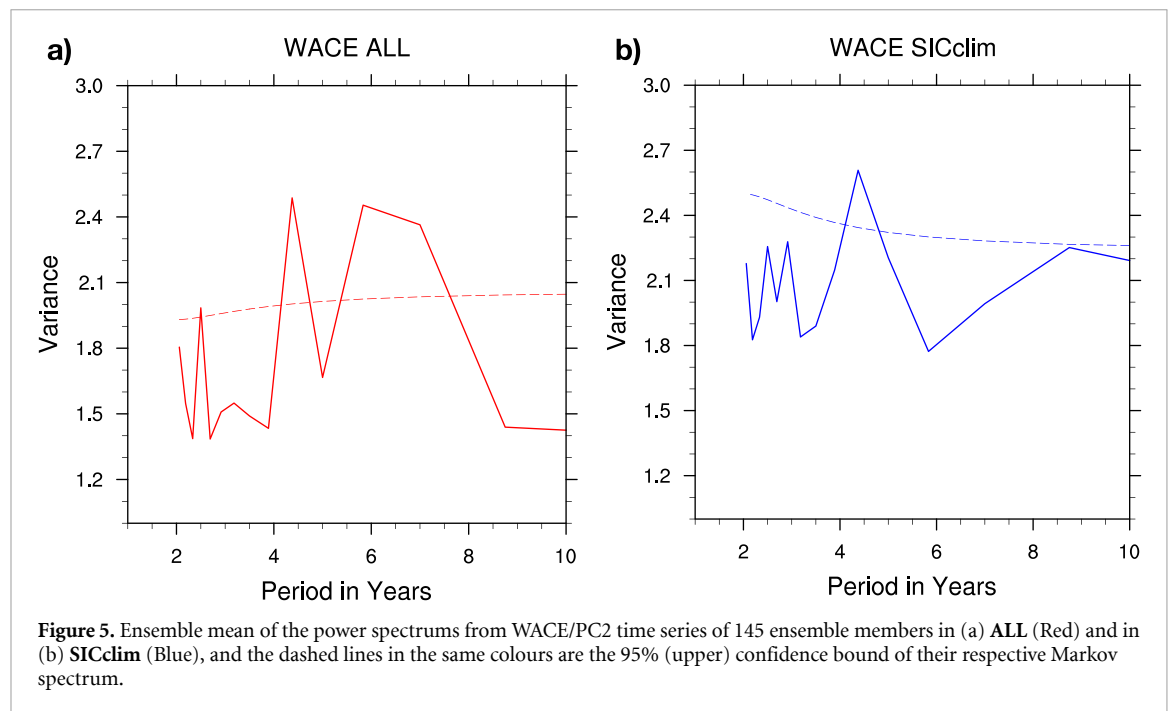 a) WACE ALL
3.0
2.7
2.4
2.1
1.8
1.5
1.2
Variance
2 4 6 8 10
Period in Years
b) WACE SICclim
3.0
2.7
2.4
2.1
1.8
1.5
1.2
Variance
2 4 6 8 10
Period in Years
Figure 5. Ensemble mean of the power spectrums from WACE/PC2 time series of 145 ensemble members in (a) ALL (Red) and in
(b) SICclim (Blue), and the dashed lines in the same colours are the 95% (upper) confidence bound of their respective Markov
spectrum.